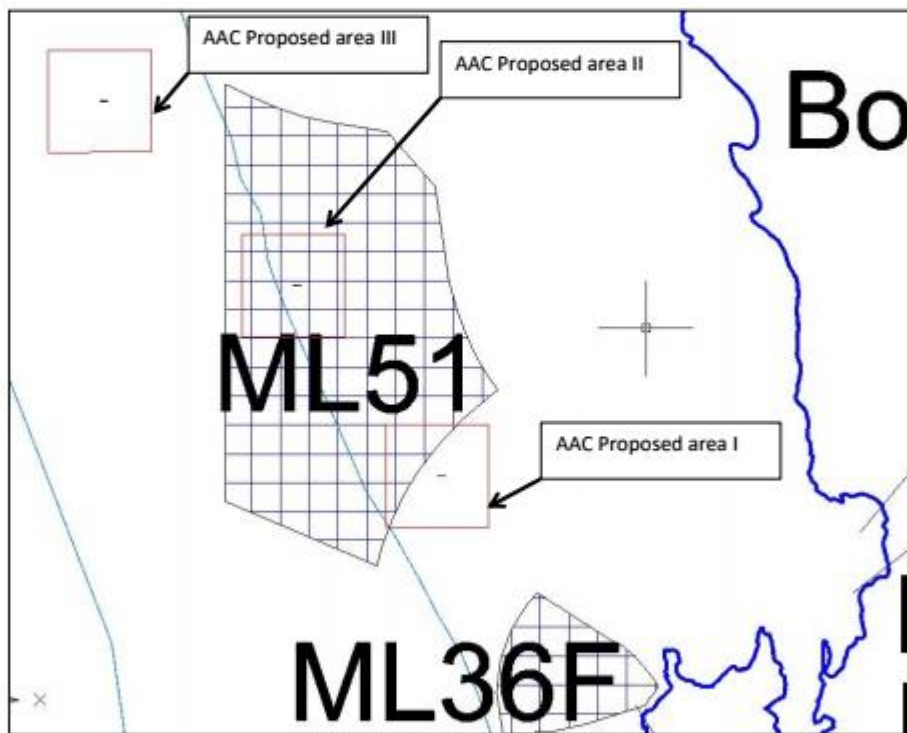 AAC Proposed area III
AAC Proposed area II
Bo
ML51
AAC Proposed area I
ML36F